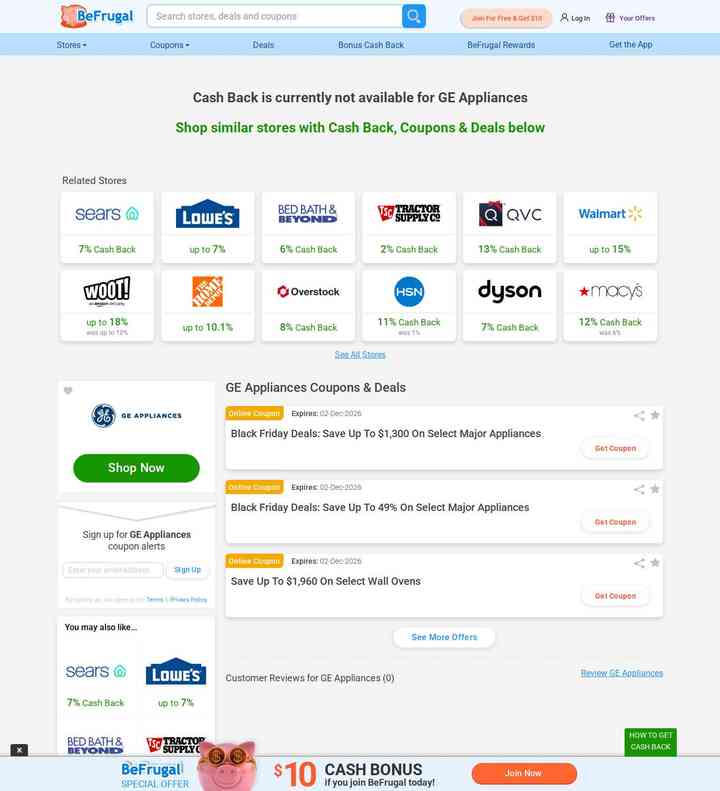 BeFrugal
Search stores, deals and coupons
Join For Free & Get $10
Log In
Your Offers
Stores
Coupons
Deals
Bonus Cash Back
BeFrugal Rewards
Get the App
Cash Back is currently not available for GE Appliances
Shop similar stores with Cash Back, Coupons & Deals below
Related Stores
sears
LOWE'S
BED BATH & BEYOND
TRACTOR SUPPLY CO
QVC
Walmart
7% Cash Back
up to 7%
6% Cash Back
2% Cash Back
13% Cash Back
up to 15%
WOOT!
THE HOME
Overstock
HSN
dyson
macy's
up to 18%
was up to 12%
up to 10.1%
8% Cash Back
11% Cash Back
was 1%
7% Cash Back
12% Cash Back
was 6%
See All Stores
GE APPLIANCES
Shop Now
Sign up for GE Appliances
coupon alerts
Enter your email address
Sign Up
By signing up, you agree to our Terms & Privacy Policy
You may also like...
sears
LOWE'S
7% Cash Back
up to 7%
BED BATH &
BEYOND
TRACTOR
SUPPLY CO
GE Appliances Coupons & Deals
Online Coupon Expires: 02-Dec-2026
Black Friday Deals: Save Up To $1,300 On Select Major Appliances
Get Coupon
Online Coupon Expires: 02-Dec-2026
Black Friday Deals: Save Up To 49% On Select Major Appliances
Get Coupon
Online Coupon Expires: 02-Dec-2026
Save Up To $1,960 On Select Wall Ovens
Get Coupon
See More Offers
Customer Reviews for GE Appliances (0)
Review GE Appliances
HOW TO GET
CASH BACK
x
BeFrugal
SPECIAL OFFER
$10 CASH BONUS
if you join BeFrugal today!
Join Now